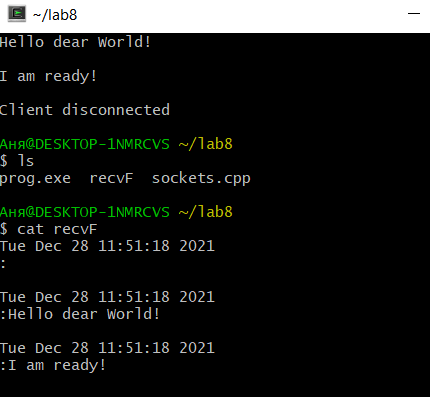 ~/lab8
Hello dear World!
I am ready!
Client disconnected
Аня@DESKTOP-1NMRCVS ~/lab8
$ ls
prog.exe  recvF  sockets.cpp
Аня@DESKTOP-1NMRCVS ~/lab8
$ cat recvF
Tue Dec 28 11:51:18 2021
:
Tue Dec 28 11:51:18 2021
:Hello dear World!
Tue Dec 28 11:51:18 2021
:I am ready!